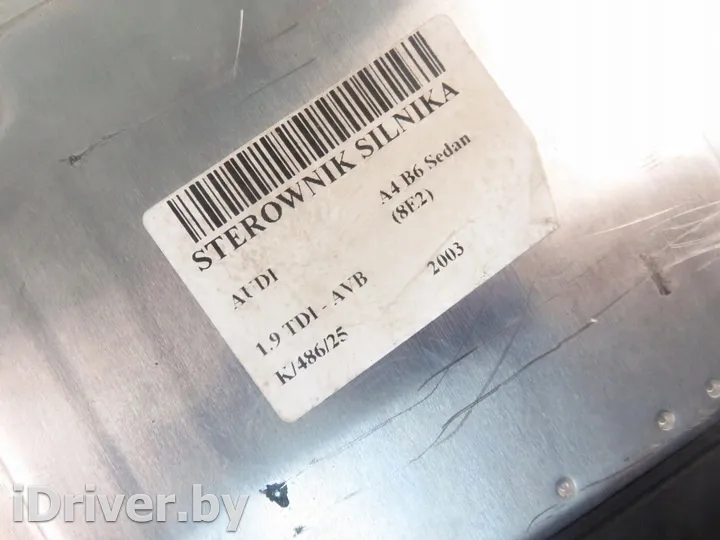 STEROWNIK SILNIKA
AUDI
A4 B6 Sedan
(8E2)
1.9 TDI - AVB
2003
K/486/25
iDriver.by